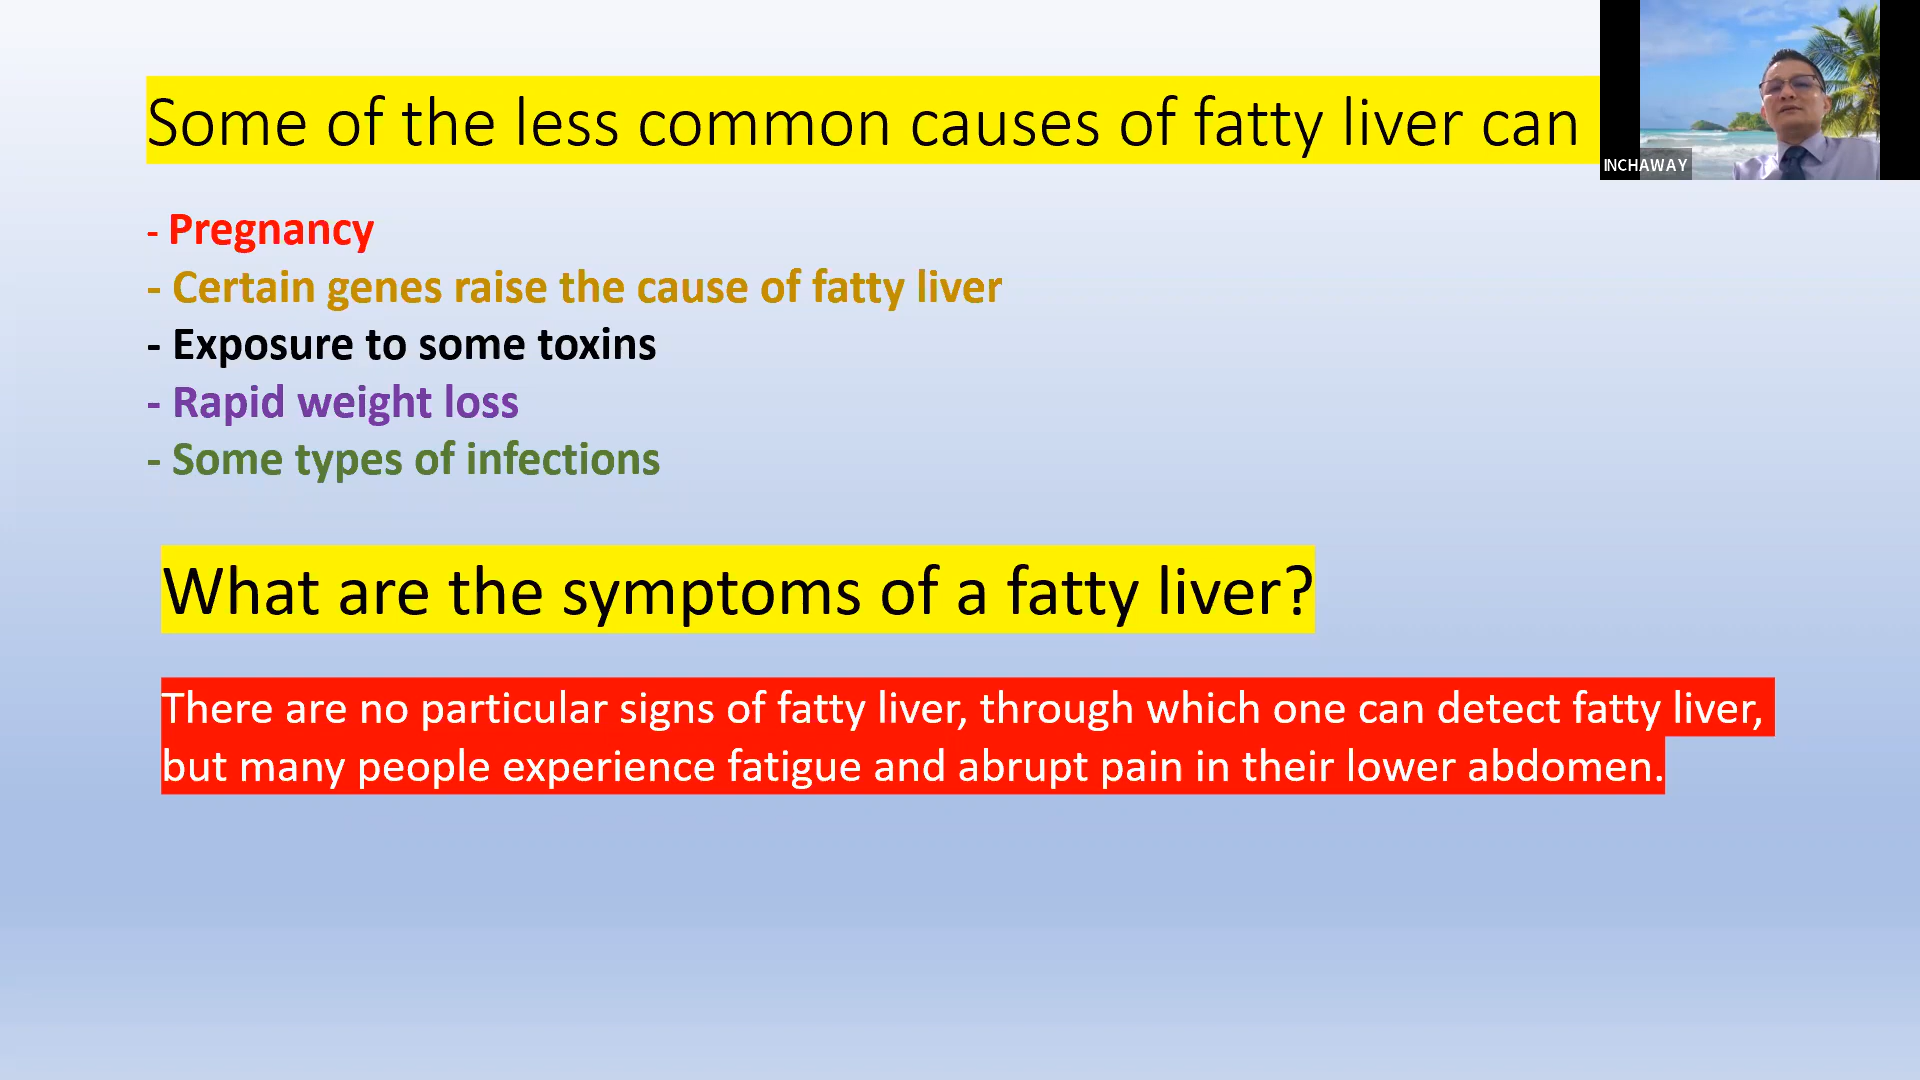 Some of the less common causes of fatty liver can
INCHAWAY
- Pregnancy
- Certain genes raise the cause of fatty liver
- Exposure to some toxins
- Rapid weight loss
- Some types of infections
What are the symptoms of a fatty liver?
There are no particular signs of fatty liver, through which one can detect fatty liver,
but many people experience fatigue and abrupt pain in their lower abdomen.